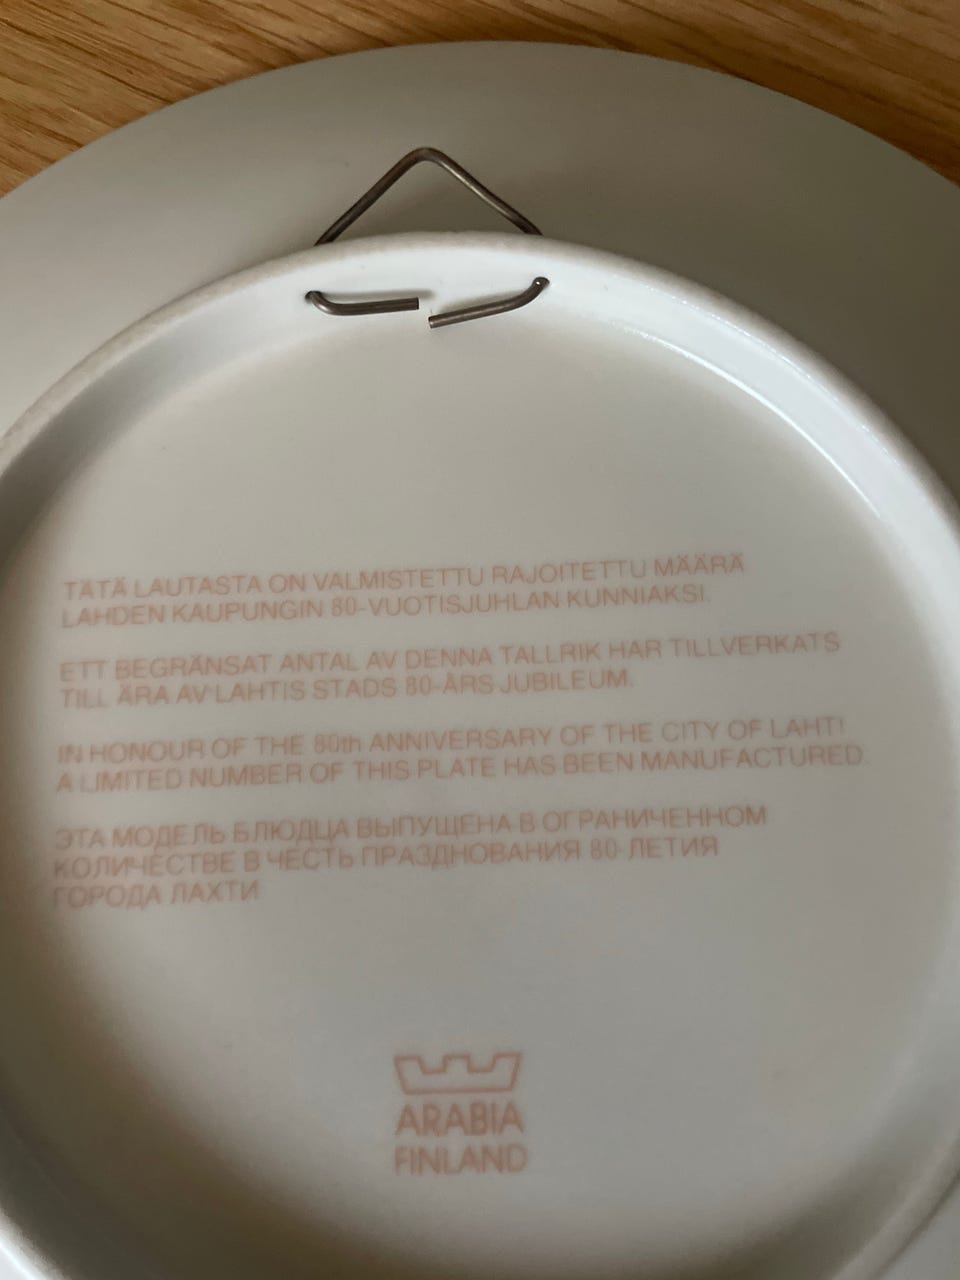 TÄTÄ LAUTASTA ON VALMISTETTU RAJOITETTU MÄÄRÄ
LAHDEN KAUPUNGIN 80-VUOTISJUHLAN KUNNIAKSI.
ETT BEGRÄNSAT ANTAL AV DENNA TALLRIK HAR TILLVERKATS
TILL ÄRA AV LAHTIS STADS 80-ÅRS JUBILEUM.
IN HONOUR OF THE 80th ANNIVERSARY OF THE CITY OF LAHTI
A LIMITED NUMBER OF THIS PLATE HAS BEEN MANUFACTURED.
ЭТА МОДЕЛЬ БЛЮДЦА ВЫПУЩЕНА В ОГРАНИЧЕННОМ
КОЛИЧЕСТВЕ В ЧЕСТЬ ПРАЗДНОВАНИЯ 80-ЛЕТИЯ
ГОРОДА ЛАХТИ
ARABIA
FINLAND